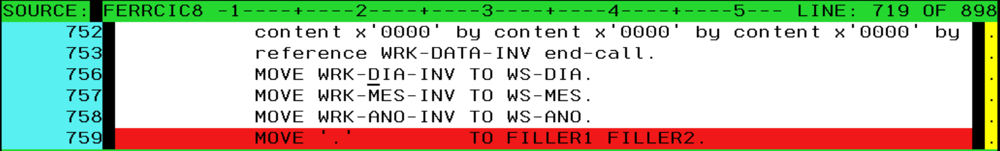 SOURCE: FERRCIC8 -1----+----2----+----3----+----4----+----5--- LINE: 719 OF 898
752 content x'0000' by content x'0000' by content x'0000' by .
753 reference WRK-DATA-INV end-call. .
756 MOVE WRK-DIA-INV TO WS-DIA. .
757 MOVE WRK-MES-INV TO WS-MES. .
758 MOVE WRK-ANO-INV TO WS-ANO. .
759 MOVE '.' TO FILLER1 FILLER2. .